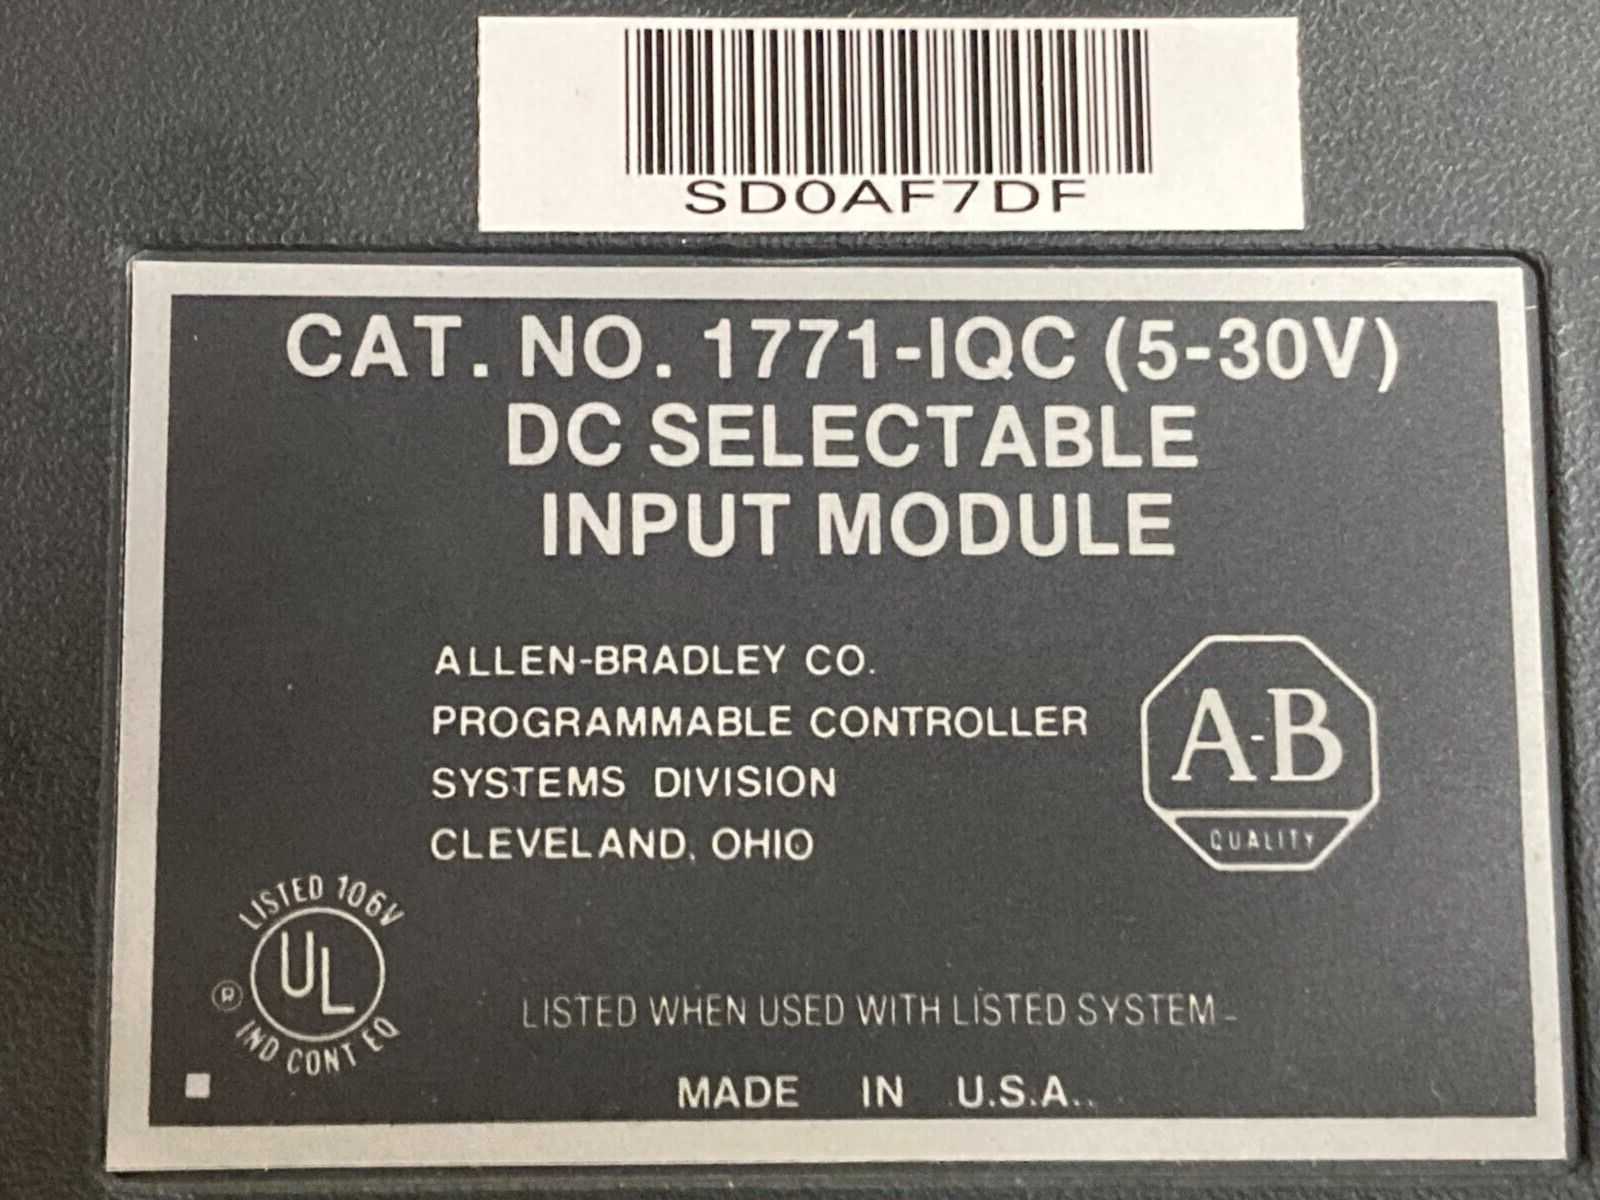 SD0AF7DF
CAT. NO. 1771-IQC (5-30V)
DC SELECTABLE
INPUT MODULE
ALLEN-BRADLEY CO.
PROGRAMMABLE CONTROLLER
SYSTEMS DIVISION
CLEVELAND, OHIO
A-B
QUALITY
LISTED 106V
UL
®
IND CONT EQ
LISTED WHEN USED WITH LISTED SYSTEM
MADE IN U.S.A.